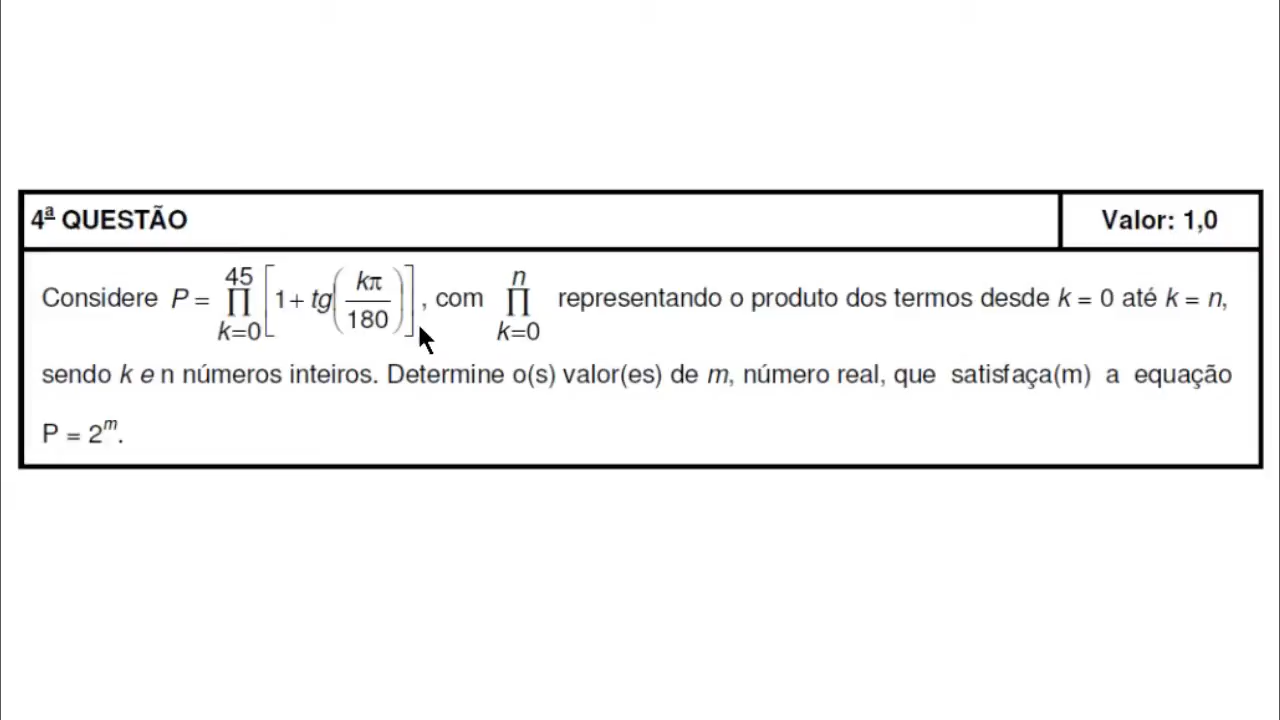 4ª QUESTÃO Valor: 1,0
Considere P = ∏_{k=0}^{45} [1 + tg(kπ/180)], com ∏_{k=0}^{n} representando o produto dos termos desde k = 0 até k = n,
sendo k e n números inteiros. Determine o(s) valor(es) de m, número real, que satisfaça(m) a equação
P = 2^m.